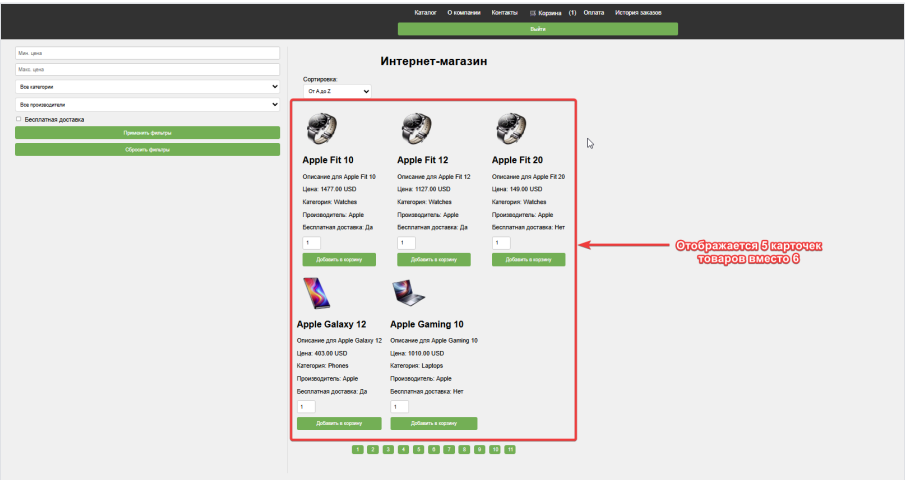 Каталог О компании Контакты Корзина (1) Оплата История заказов
Выйти
Мин. цена
Макс. цена
Все категории
Все производители
Бесплатная доставка
Применить фильтры
Сбросить фильтры
Интернет-магазин
Сортировка:
От А до Z
Apple Fit 10 Apple Fit 12 Apple Fit 20
Описание для Apple Fit 10 Описание для Apple Fit 12 Описание для Apple Fit 20
Цена: 1477.00 USD Цена: 1127.00 USD Цена: 149.00 USD
Категория: Watches Категория: Watches Категория: Watches
Производитель: Apple Производитель: Apple Производитель: Apple
Бесплатная доставка: Да Бесплатная доставка: Да Бесплатная доставка: Нет
1 1 1
Добавить в корзину Добавить в корзину Добавить в корзину
Отображается 5 карточек
товаров вместо 6
Apple Galaxy 12 Apple Gaming 10
Описание для Apple Galaxy 12 Описание для Apple Gaming 10
Цена: 403.00 USD Цена: 1010.00 USD
Категория: Phones Категория: Laptops
Производитель: Apple Производитель: Apple
Бесплатная доставка: Да Бесплатная доставка: Нет
1 1
Добавить в корзину Добавить в корзину
1 2 3 4 5 6 7 8 9 10 11